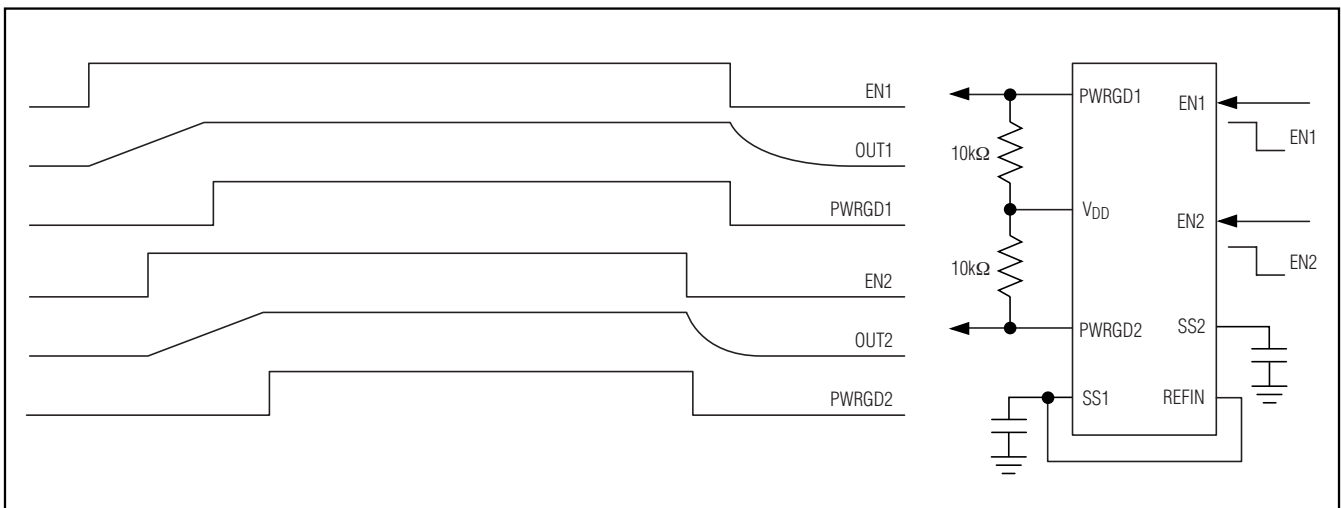 EN1
OUT1
PWRGD1
EN2
OUT2
PWRGD2
PWRGD1
EN1
EN1
10kΩ
VDD
EN2
EN2
10kΩ
PWRGD2
SS2
SS1
REFIN